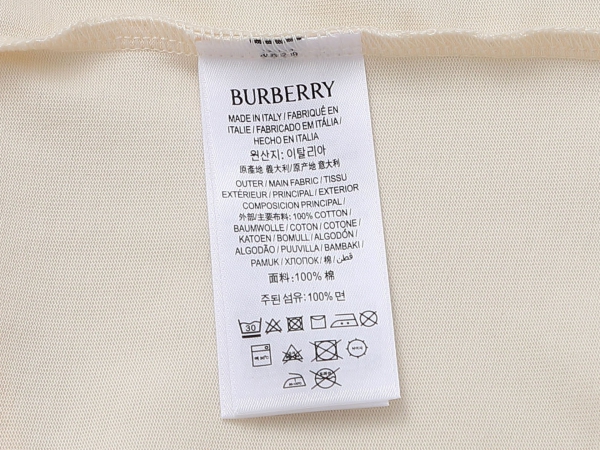 BURBERRY
MADE IN ITALY / FABRIQUÉ EN
ITALIE / FABRICADO EM ITÁLIA /
HECHO EN ITALIA
원산지: 이탈리아
原產地 義大利/原产地 意大利
OUTER / MAIN FABRIC / TISSU
EXTÉRIEUR / PRINCIPAL / EXTERIOR
COMPOSICION PRINCIPAL /
外部/主要布料: 100% COTTON /
BAUMWOLLE / COTON / COTONE /
KATOEN / BOMULL / ALGODÓN /
ALGODÃO / PUUVILLA / BAMBAKI /
PAMUK / ХЛОПОК / 棉 / قطن /
面料: 100% 棉
주된 섬유: 100% 면
30